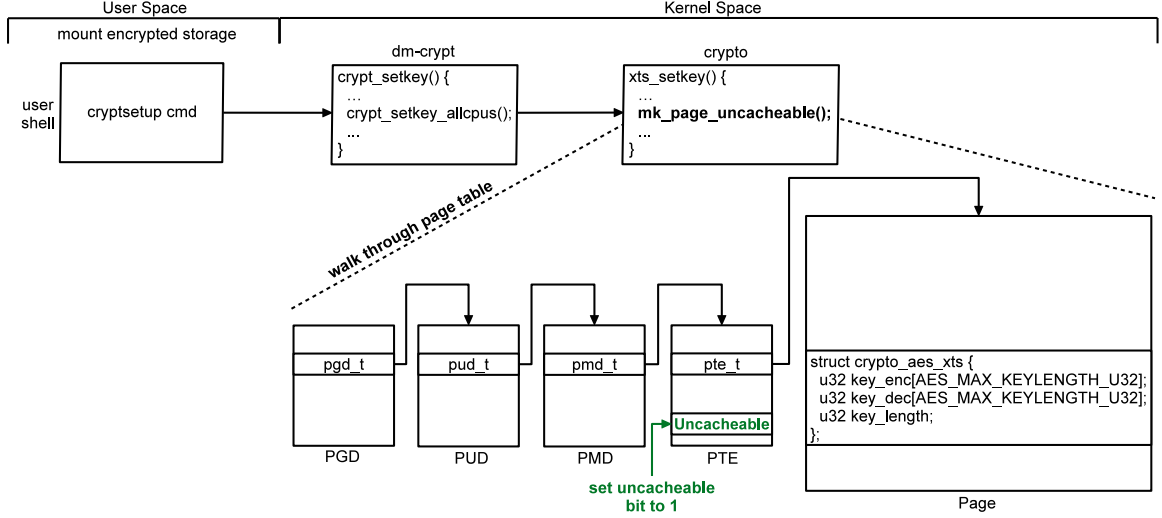 User Space
Kernel Space
mount encrypted storage
user
shell
cryptsetup cmd
dm-crypt
crypt_setkey() {
...
crypt_setkey_allcpus();
...
}
crypto
xts_setkey() {
...
mk_page_uncacheable();
...
}
walk through page table
pgd_t
PGD
pud_t
PUD
pmd_t
PMD
pte_t
Uncacheable
PTE
set uncacheable
bit to 1
struct crypto_aes_xts {
u32 key_enc[AES_MAX_KEYLENGTH_U32];
u32 key_dec[AES_MAX_KEYLENGTH_U32];
u32 key_length;
};
Page